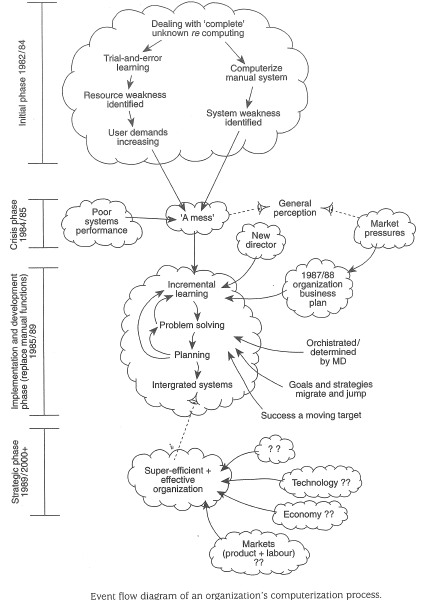 Initial phase 1982/84
Dealing with 'complete'
unknown re computing
Trial-and-error
learning
Computerize
manual system
Resource weakness
identified
System weakness
identified
User demands
increasing
Crisis phase
1984/85
Poor
systems
performance
'A mess'
General
perception
Market
pressures
New
director
Implementation and development
phase (replace manual functions)
1985/89
Incremental
learning
1987/88
organization
business
plan
Problem solving
Planning
Intergrated systems
Orchistrated/
determined
by MD
Goals and strategies
migrate and jump
Success a moving target
Strategic phase
1989/2000+
Super-efficient +
effective
organization
? ?
Technology ??
Economy ??
Markets
(product + labour)
??
Event flow diagram of an organization's computerization process.